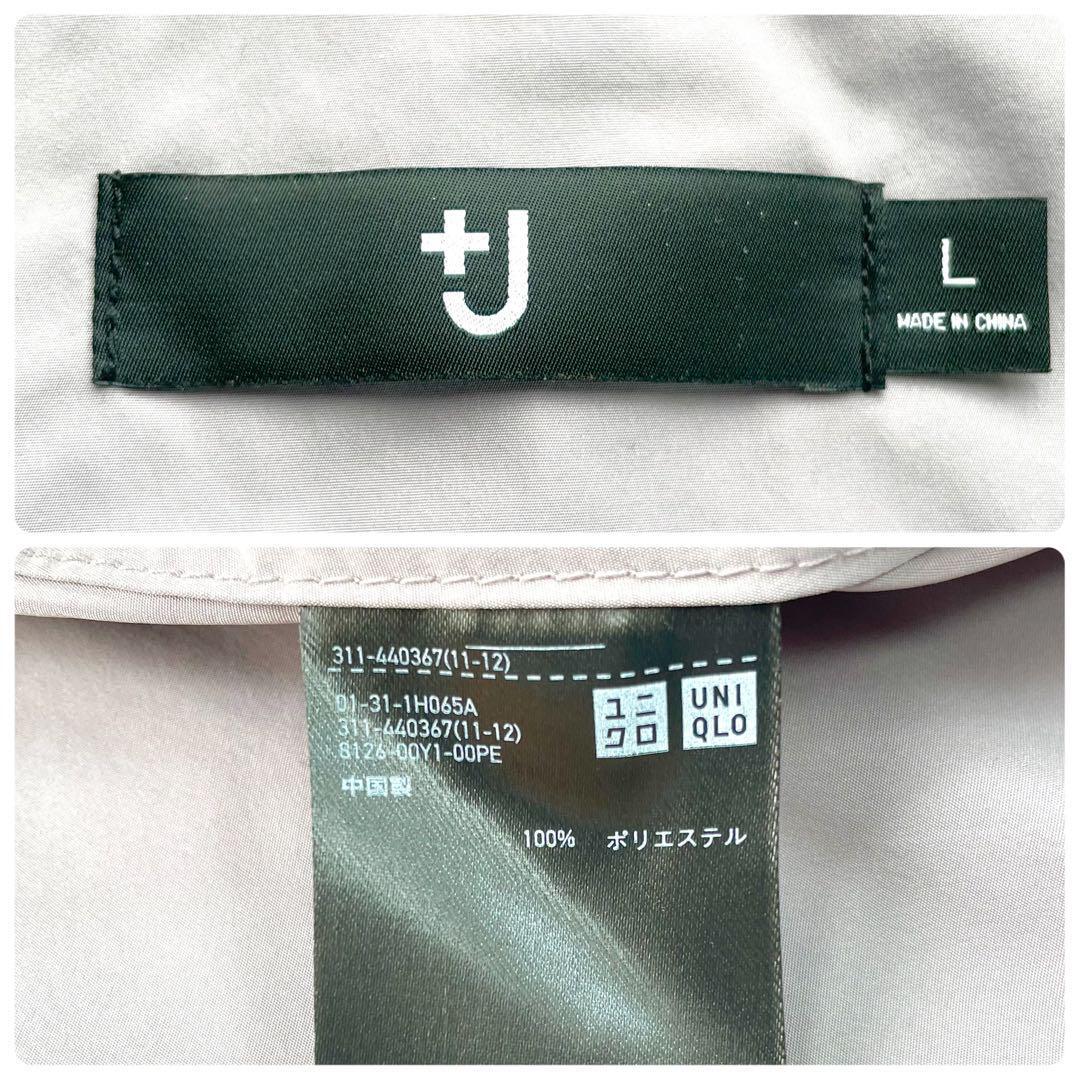 +J
L
MADE IN CHINA
311-440367(11-12)
01-31-1H065A
311-440367(11-12)
8126-00Y1-00PE
中国製
ユニ
クロ
UNI
QLO
100% ポリエステル